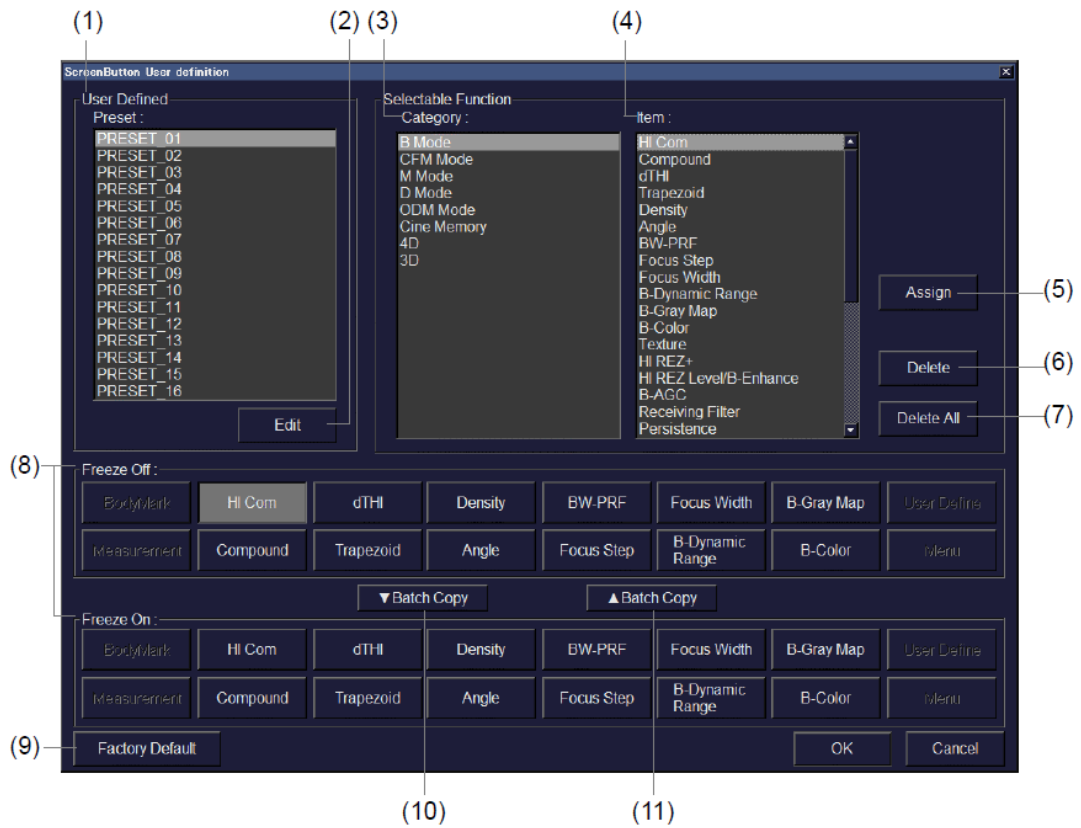 (1)
(2) (3)
(4)
ScreenButton User definition
User Defined
Preset :
PRESET_01
PRESET_02
PRESET_03
PRESET_04
PRESET_05
PRESET_06
PRESET_07
PRESET_08
PRESET_09
PRESET_10
PRESET_11
PRESET_12
PRESET_13
PRESET_14
PRESET_15
PRESET_16
Edit
Selectable Function
Category :
B Mode
CFM Mode
M Mode
D Mode
ODM Mode
Cine Memory
4D
3D
Item :
HI Com
Compound
dTHI
Trapezoid
Density
Angle
BW-PRF
Focus Step
Focus Width
B-Dynamic Range
B-Gray Map
B-Color
Texture
HI REZ+
HI REZ Level/B-Enhance
B-AGC
Receiving Filter
Persistence
Assign
(5)
Delete
(6)
Delete All
(7)
(8)
Freeze Off :
BodyMark HI Com dTHI Density BW-PRF Focus Width B-Gray Map User Define
Measurement Compound Trapezoid Angle Focus Step B-Dynamic Range B-Color Menu
▼Batch Copy ▲Batch Copy
Freeze On :
BodyMark HI Com dTHI Density BW-PRF Focus Width B-Gray Map User Define
Measurement Compound Trapezoid Angle Focus Step B-Dynamic Range B-Color Menu
(9)
Factory Default OK Cancel
(10) (11)